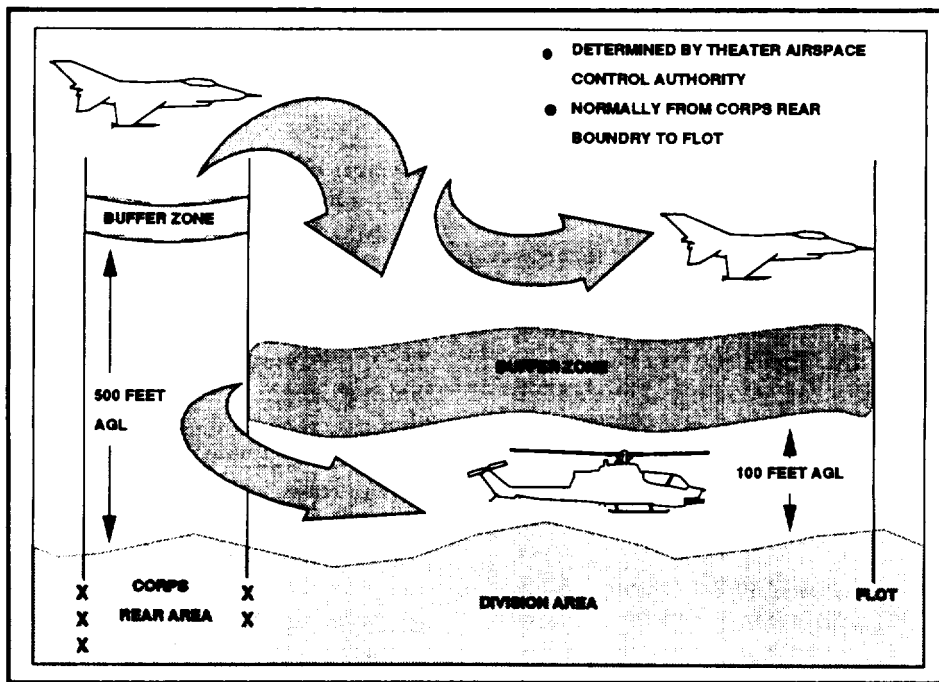 ● DETERMINED BY THEATER AIRSPACE
CONTROL AUTHORITY
● NORMALLY FROM CORPS REAR
BOUNDRY TO FLOT
BUFFER ZONE
BUFFER ZONE
500 FEET
AGL
100 FEET AGL
X CORPS X
X REAR AREA X
X
DIVISION AREA
FLOT